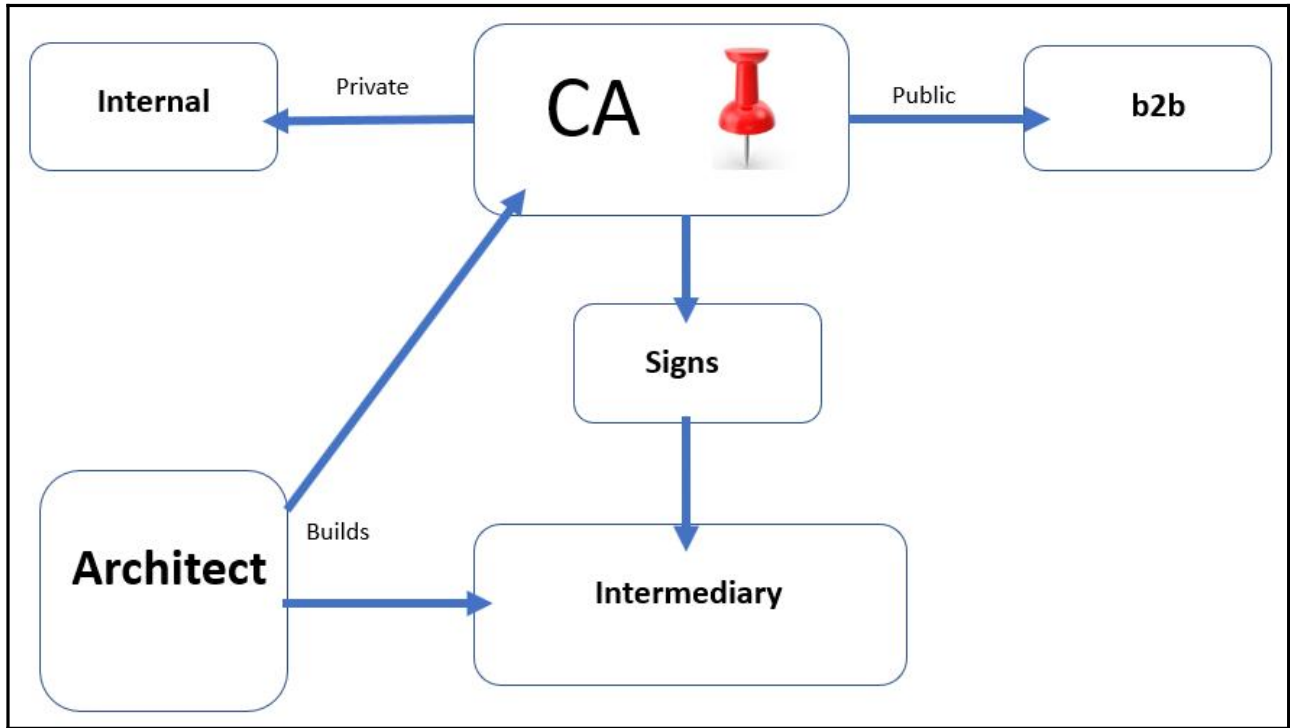 Internal
Private
CA
Public
b2b
Signs
Architect
Builds
Intermediary